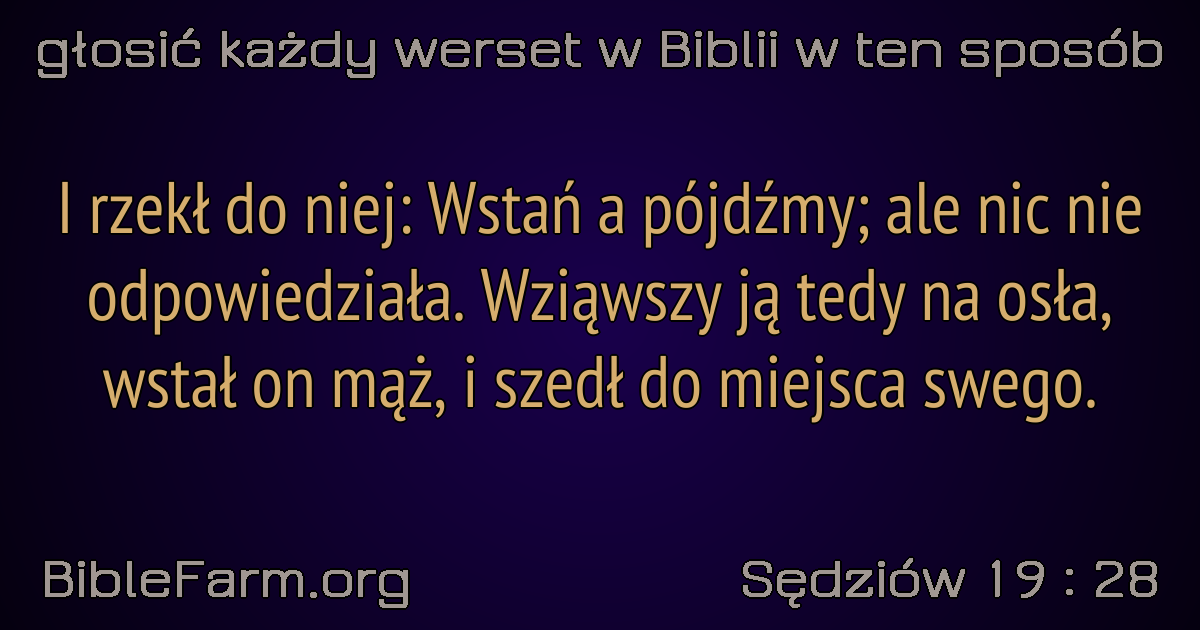 głosić każdy werset w Biblii w ten sposób
I rzekł do niej: Wstań a pójdźmy; ale nic nie
odpowiedziała. Wziąwszy ją tedy na osła,
wstał on mąż, i szedł do miejsca swego.
BibleFarm.org
Sędziów 19 : 28